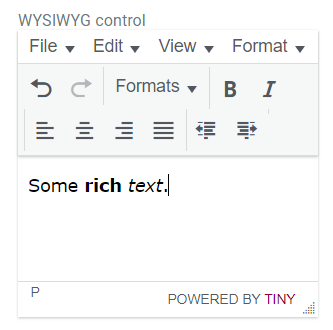 WYSIWYG control
File Edit View Format
Formats B I
Some rich text.
P POWERED BY TINY